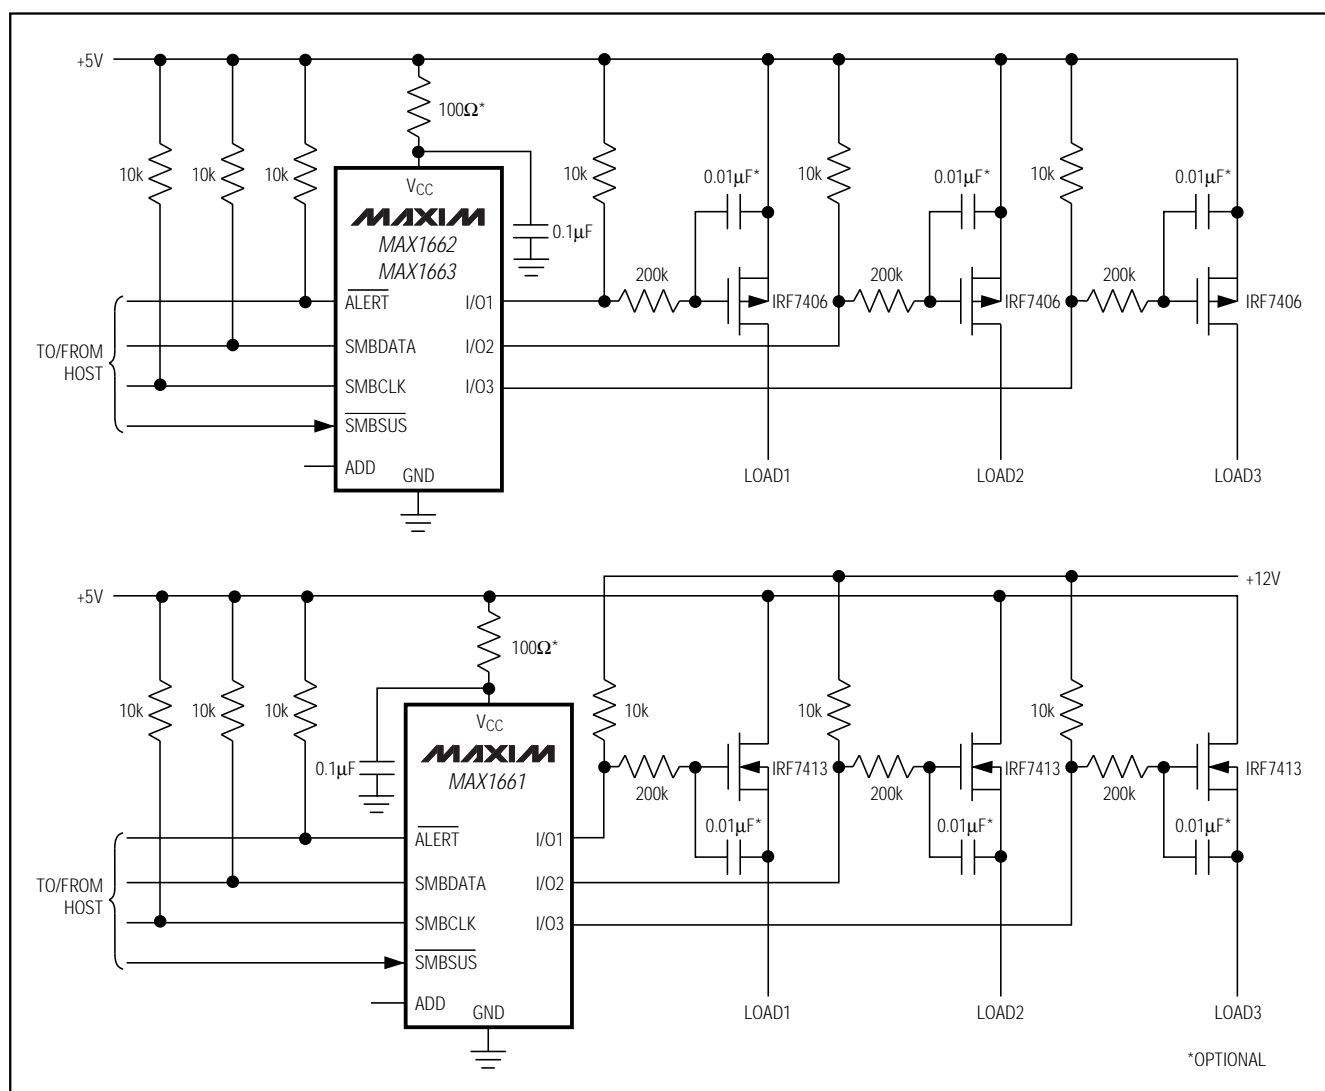 +5V
100Ω*
10k
10k
10k
VCC
MAXIM
MAX1662
MAX1663
0.1μF
10k
0.01μF*
10k
0.01μF*
10k
0.01μF*
200k
200k
200k
IRF7406
IRF7406
IRF7406
TO/FROM
HOST
ALERT
SMBDATA
SMBCLK
SMBSUS
ADD
GND
I/O1
I/O2
I/O3
LOAD1
LOAD2
LOAD3
+12V
+5V
100Ω*
10k
10k
10k
VCC
MAXIM
MAX1661
0.1μF
10k
10k
10k
IRF7413
IRF7413
IRF7413
200k
200k
200k
0.01μF*
0.01μF*
0.01μF*
TO/FROM
HOST
ALERT
SMBDATA
SMBCLK
SMBSUS
ADD
GND
I/O1
I/O2
I/O3
LOAD1
LOAD2
LOAD3
*OPTIONAL